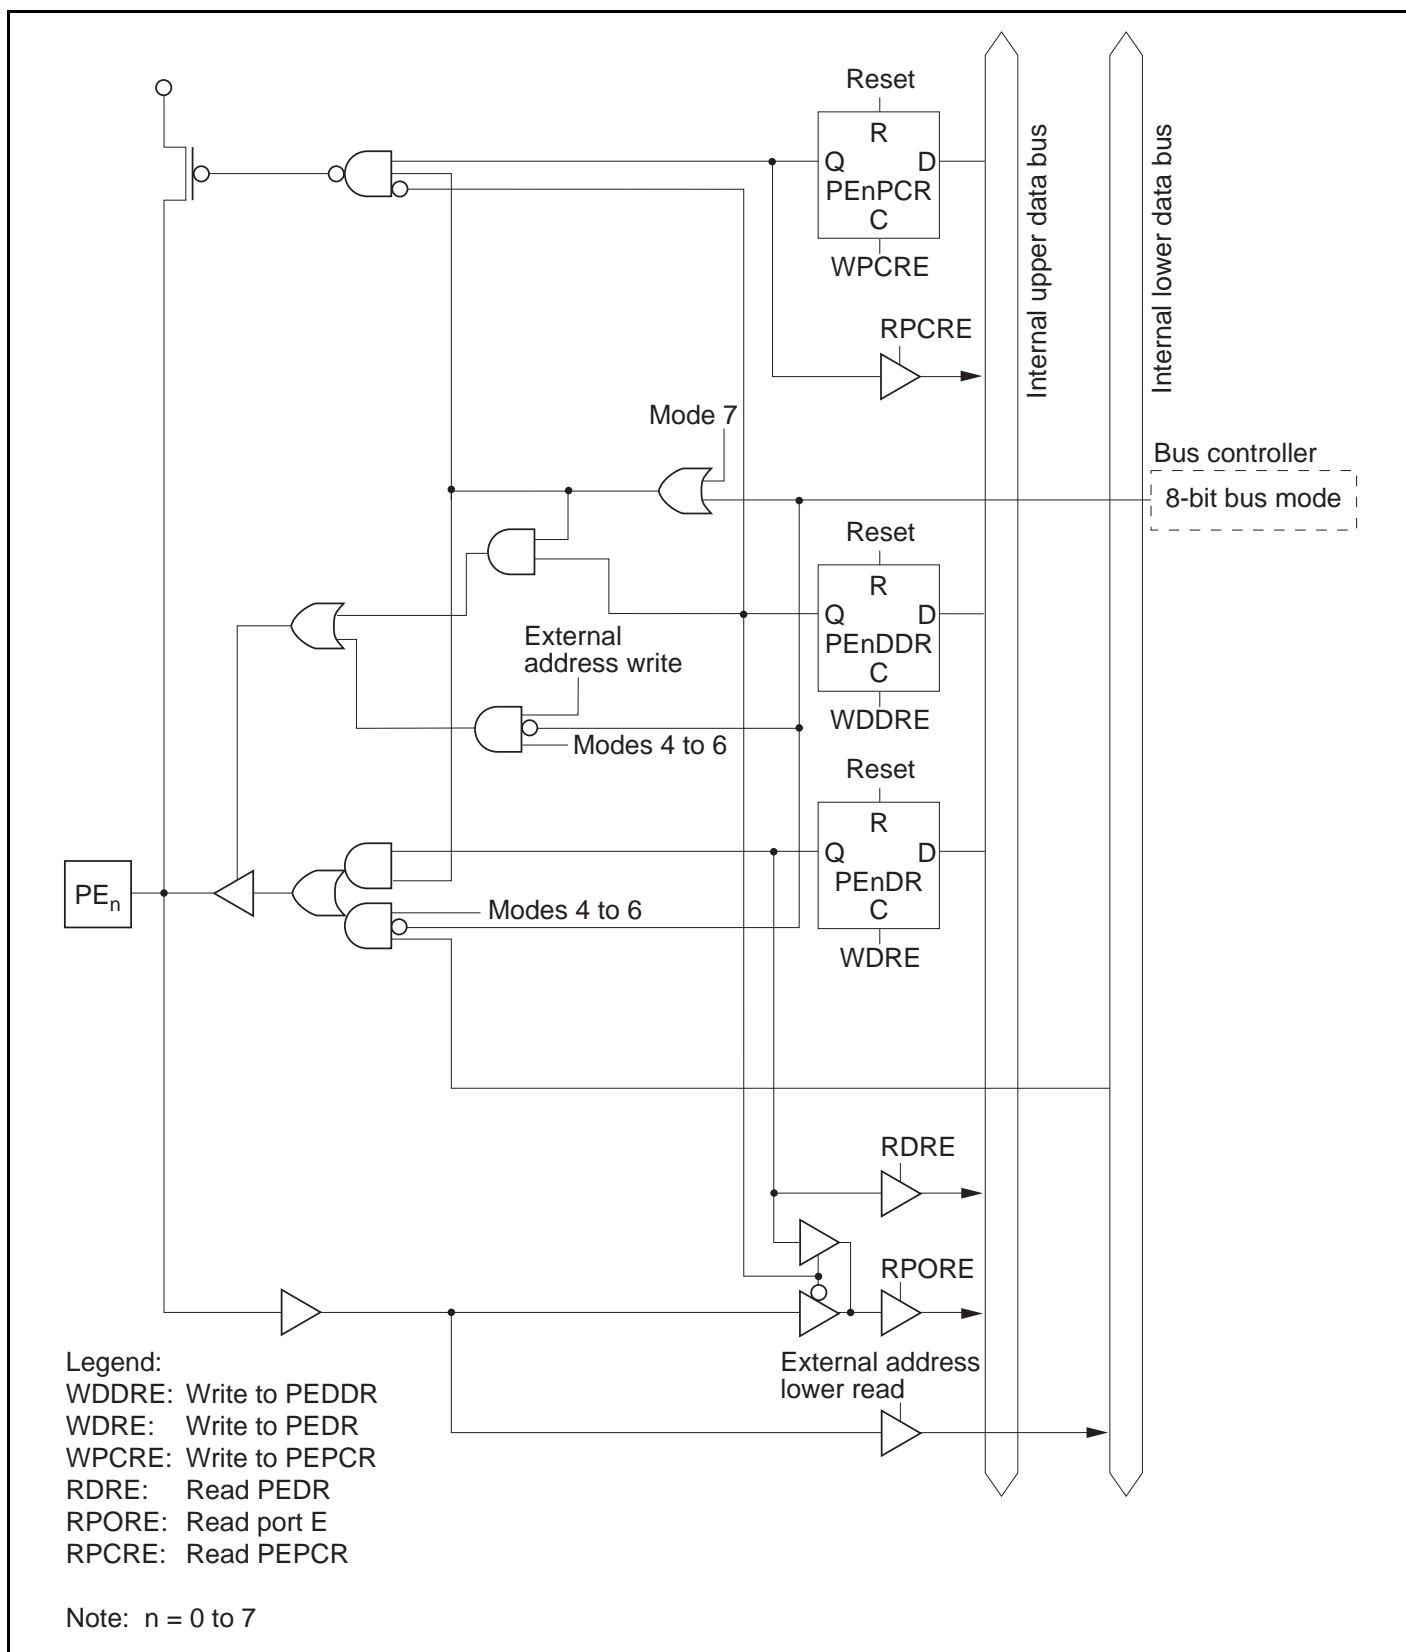 Reset
R
Q D
PEnPCR
C
WPCRE
RPCRE
Internal upper data bus
Internal lower data bus
Mode 7
Bus controller
8-bit bus mode
Reset
R
Q D
PEnDDR
C
WDDRE
External
address write
Modes 4 to 6
Reset
R
Q D
PEnDR
C
WDRE
PEn
Modes 4 to 6
RDRE
RPORE
External address
lower read
Legend:
WDDRE: Write to PEDDR
WDRE: Write to PEDR
WPCRE: Write to PEPCR
RDRE: Read PEDR
RPORE: Read port E
RPCRE: Read PEPCR
Note: n = 0 to 7